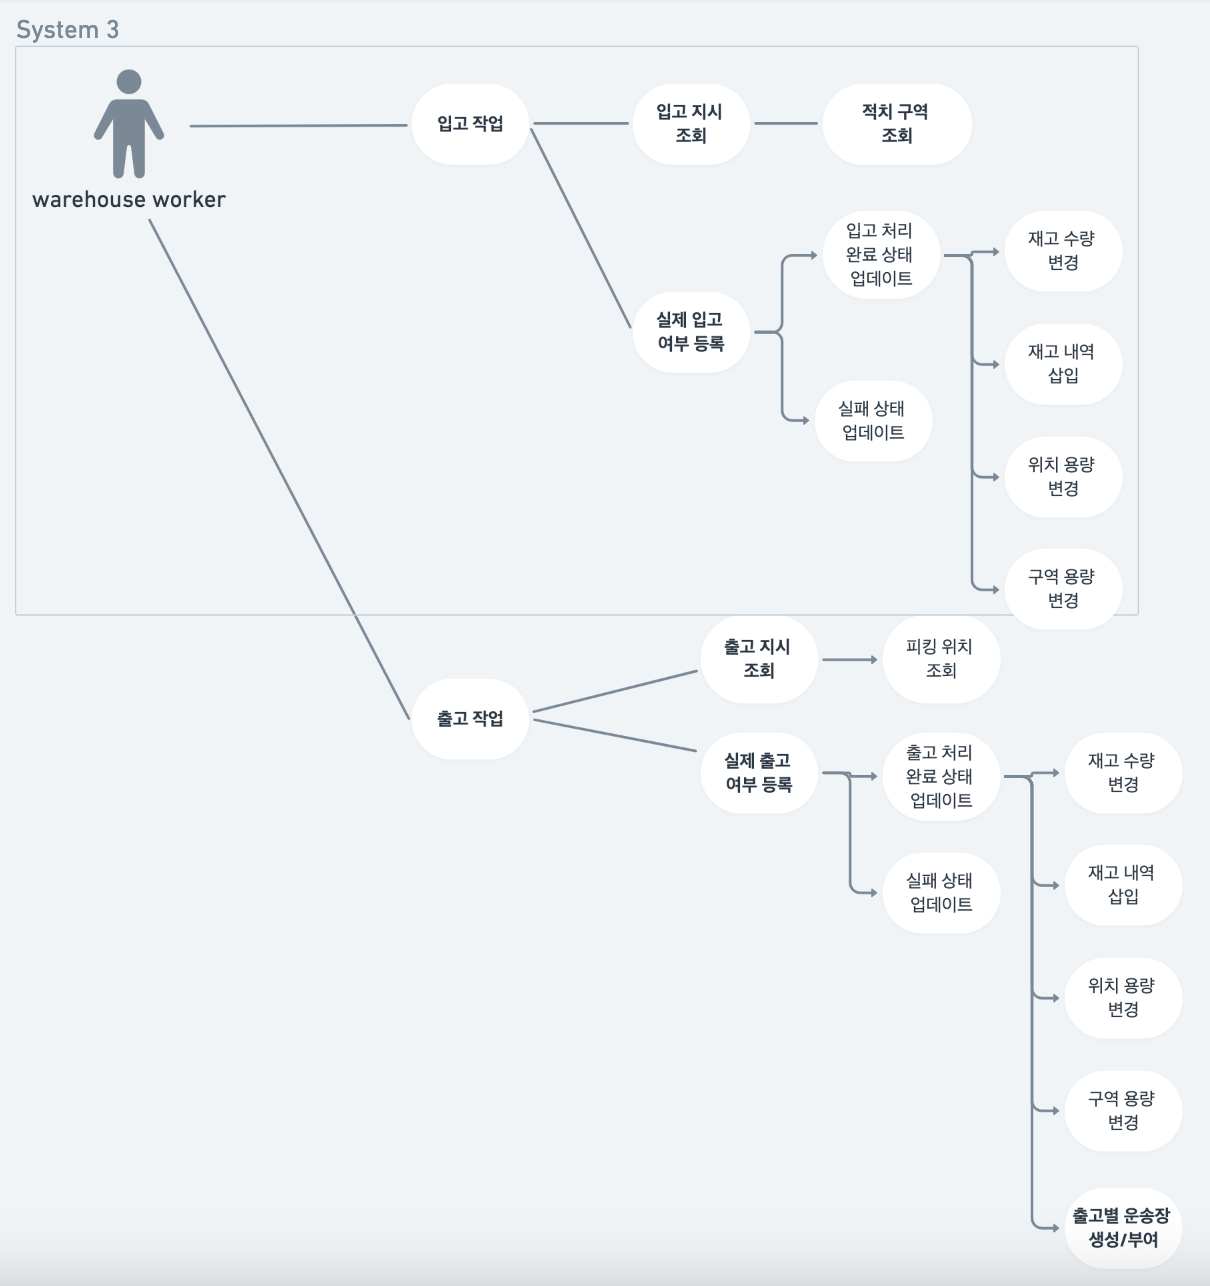 System 3
warehouse worker
입고 작업
입고 지시
조회
적치 구역
조회
실제 입고
여부 등록
입고 처리
완료 상태
업데이트
실패 상태
업데이트
재고 수량
변경
재고 내역
삽입
위치 용량
변경
구역 용량
변경
출고 작업
출고 지시
조회
피킹 위치
조회
실제 출고
여부 등록
출고 처리
완료 상태
업데이트
실패 상태
업데이트
재고 수량
변경
재고 내역
삽입
위치 용량
변경
구역 용량
변경
출고별 운송장
생성/부여